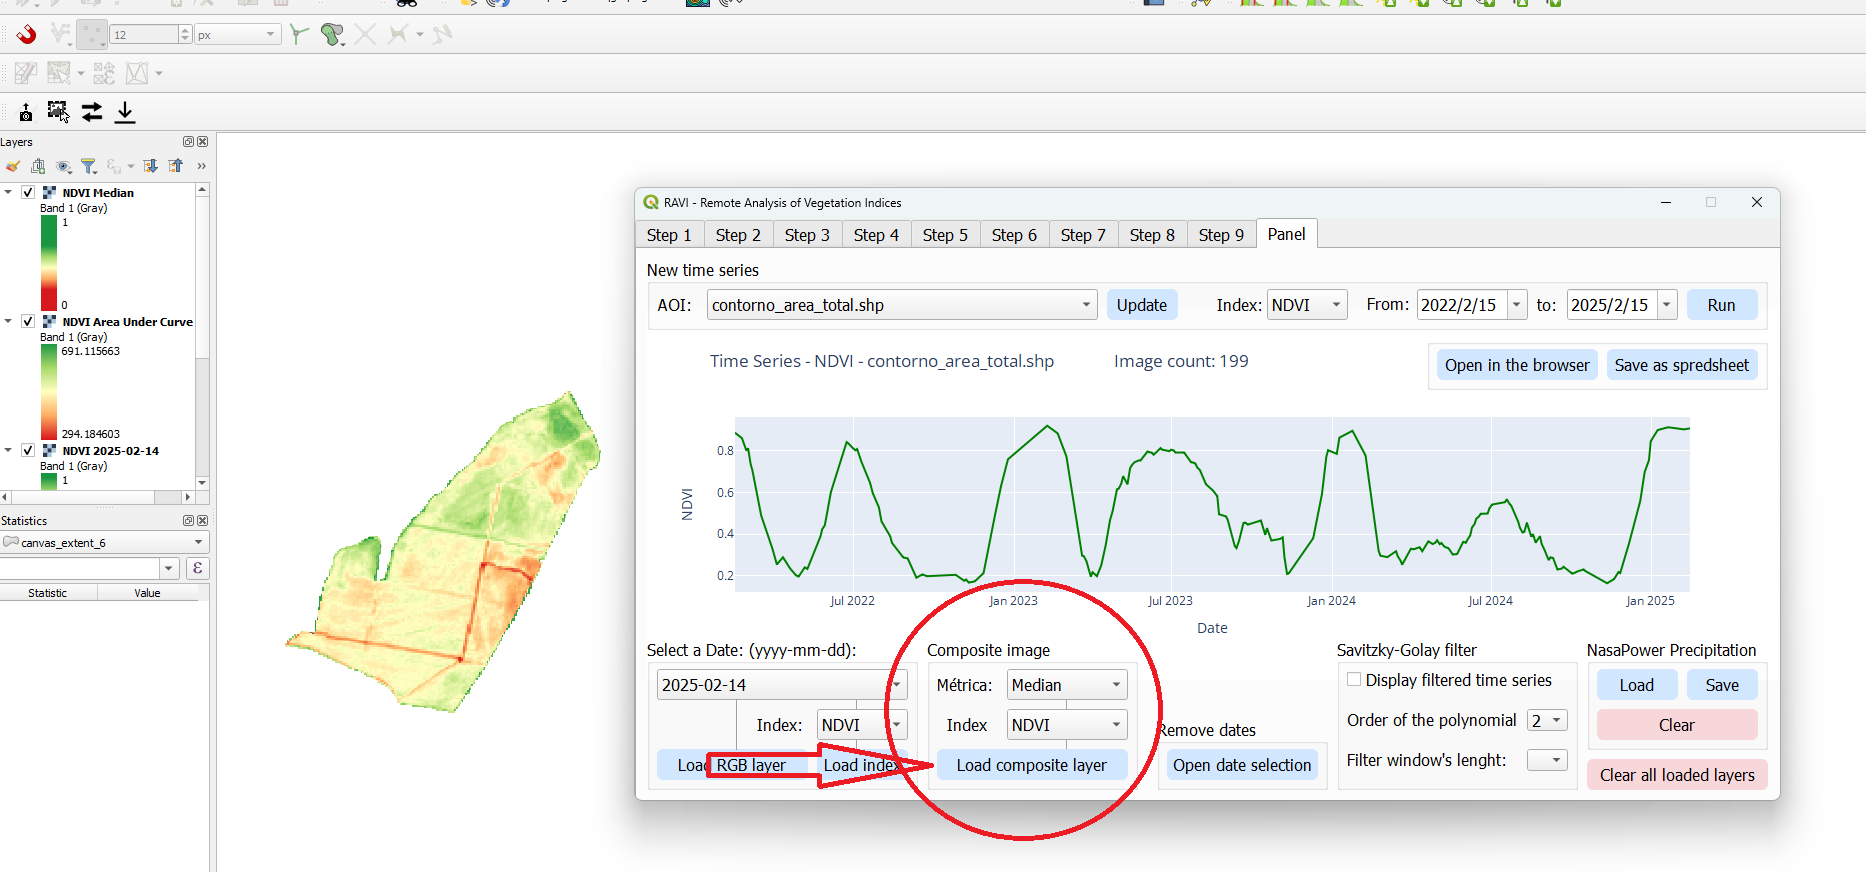 12
px
Layers
NDVI Median
Band 1 (Gray)
1
0
NDVI Area Under Curve
Band 1 (Gray)
691.115663
294.184603
NDVI 2025-02-14
Band 1 (Gray)
1
Statistics
canvas_extent_6
ε
Statistic Value
RAVI - Remote Analysis of Vegetation Indices
Step 1 Step 2 Step 3 Step 4 Step 5 Step 6 Step 7 Step 8 Step 9 Panel
New time series
AOI: contorno_area_total.shp Update Index: NDVI From: 2022/2/15 to: 2025/2/15 Run
Time Series - NDVI - contorno_area_total.shp Image count: 199
Open in the browser Save as spredsheet
NDVI
0.8
0.6
0.4
0.2
Jul 2022 Jan 2023 Jul 2023 Jan 2024 Jul 2024 Jan 2025
Date
Select a Date: (yyyy-mm-dd):
2025-02-14
Index: NDVI
Load RGB layer Load index
Composite image
Métrica: Median
Index NDVI
Load composite layer
Remove dates
Open date selection
Savitzky-Golay filter
Display filtered time series
Order of the polynomial 2
Filter window's lenght:
NasaPower Precipitation
Load Save
Clear
Clear all loaded layers